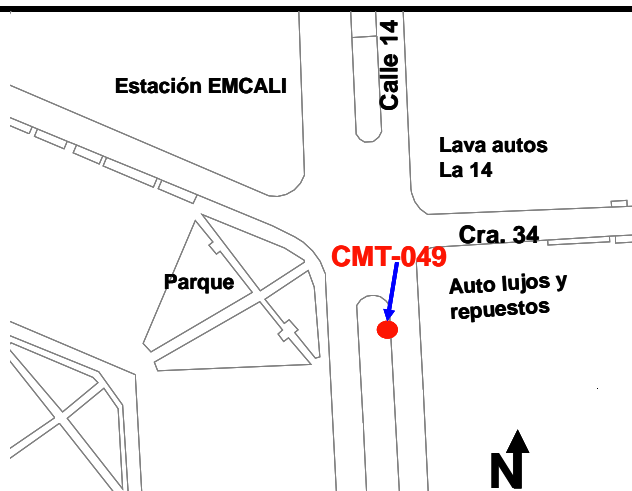 Calle 14
Estación EMCALI
Lava autos
La 14
Cra. 34
CMT-049
Parque
Auto lujos y
repuestos
N